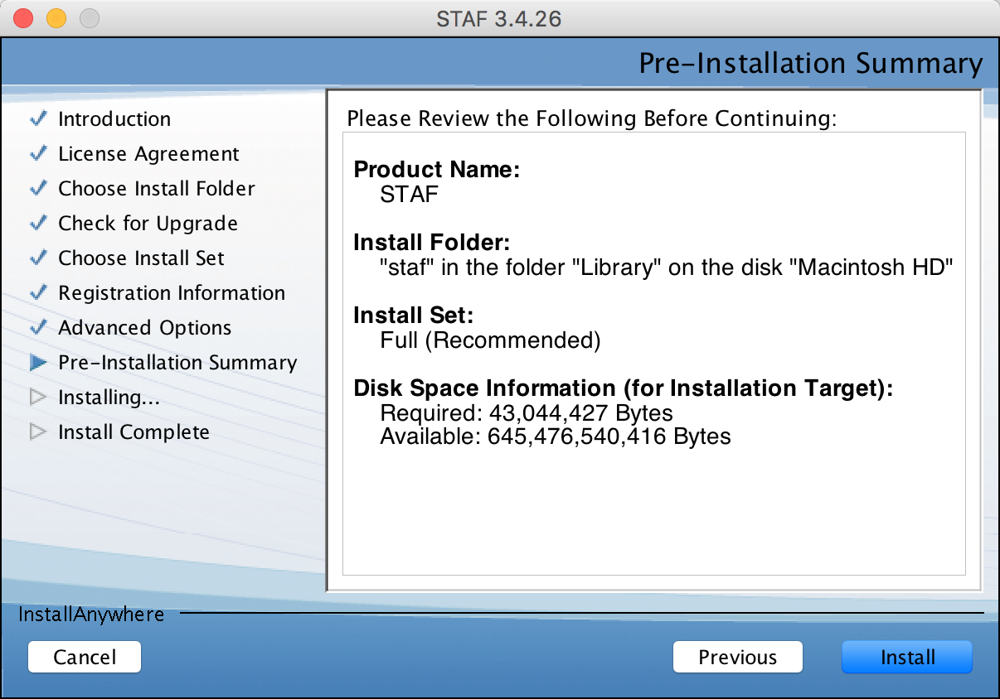 STAF 3.4.26
Pre-Installation Summary
Introduction
License Agreement
Choose Install Folder
Check for Upgrade
Choose Install Set
Registration Information
Advanced Options
Pre-Installation Summary
Installing...
Install Complete
Please Review the Following Before Continuing:
Product Name:
STAF
Install Folder:
"staf" in the folder "Library" on the disk "Macintosh HD"
Install Set:
Full (Recommended)
Disk Space Information (for Installation Target):
Required: 43,044,427 Bytes
Available: 645,476,540,416 Bytes
InstallAnywhere
Cancel
Previous
Install